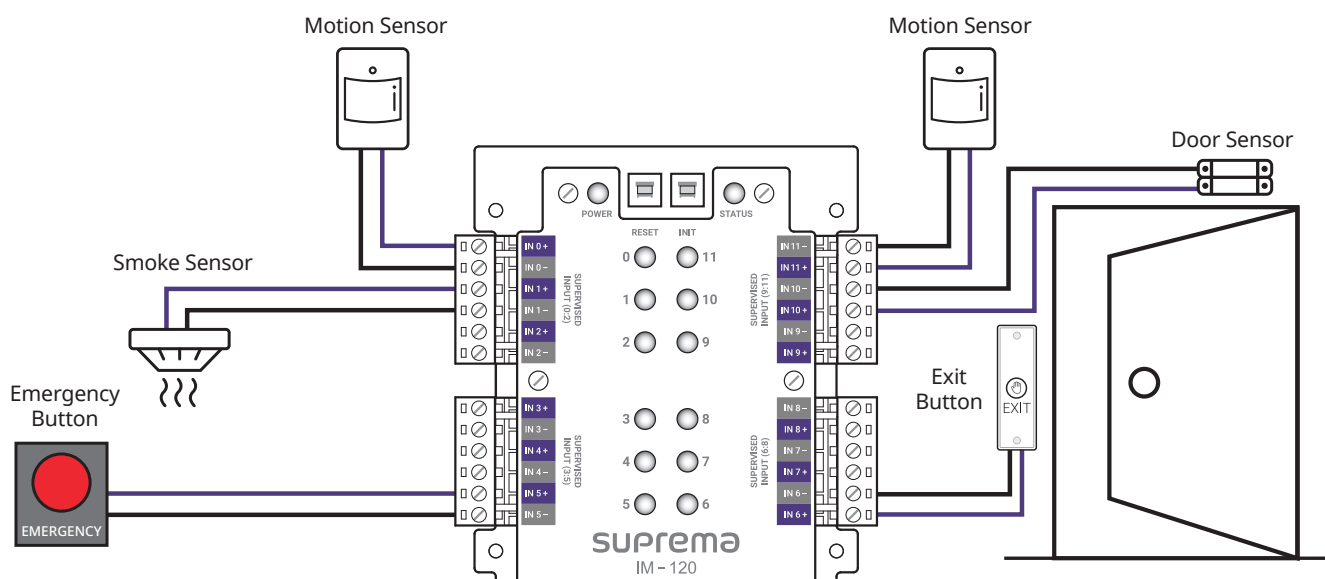 Motion Sensor
Motion Sensor
Door Sensor
Smoke Sensor
Emergency
Button
EMERGENCY
Exit
Button
EXIT
POWER
STATUS
RESET
INIT
0
11
1
10
2
9
3
8
4
7
5
6
IN 0+
IN 0-
IN 1+
IN 1-
IN 2+
IN 2-
SUPERVISED
INPUT (0:2)
IN 3+
IN 3-
IN 4+
IN 4-
IN 5+
IN 5-
SUPERVISED
INPUT (3:5)
IN 11-
IN 11+
IN 10-
IN 10+
IN 9-
IN 9+
SUPERVISED
INPUT (9:11)
IN 8-
IN 8+
IN 7-
IN 7+
IN 6-
IN 6+
SUPERVISED
INPUT (6:8)
suprema
IM – 120